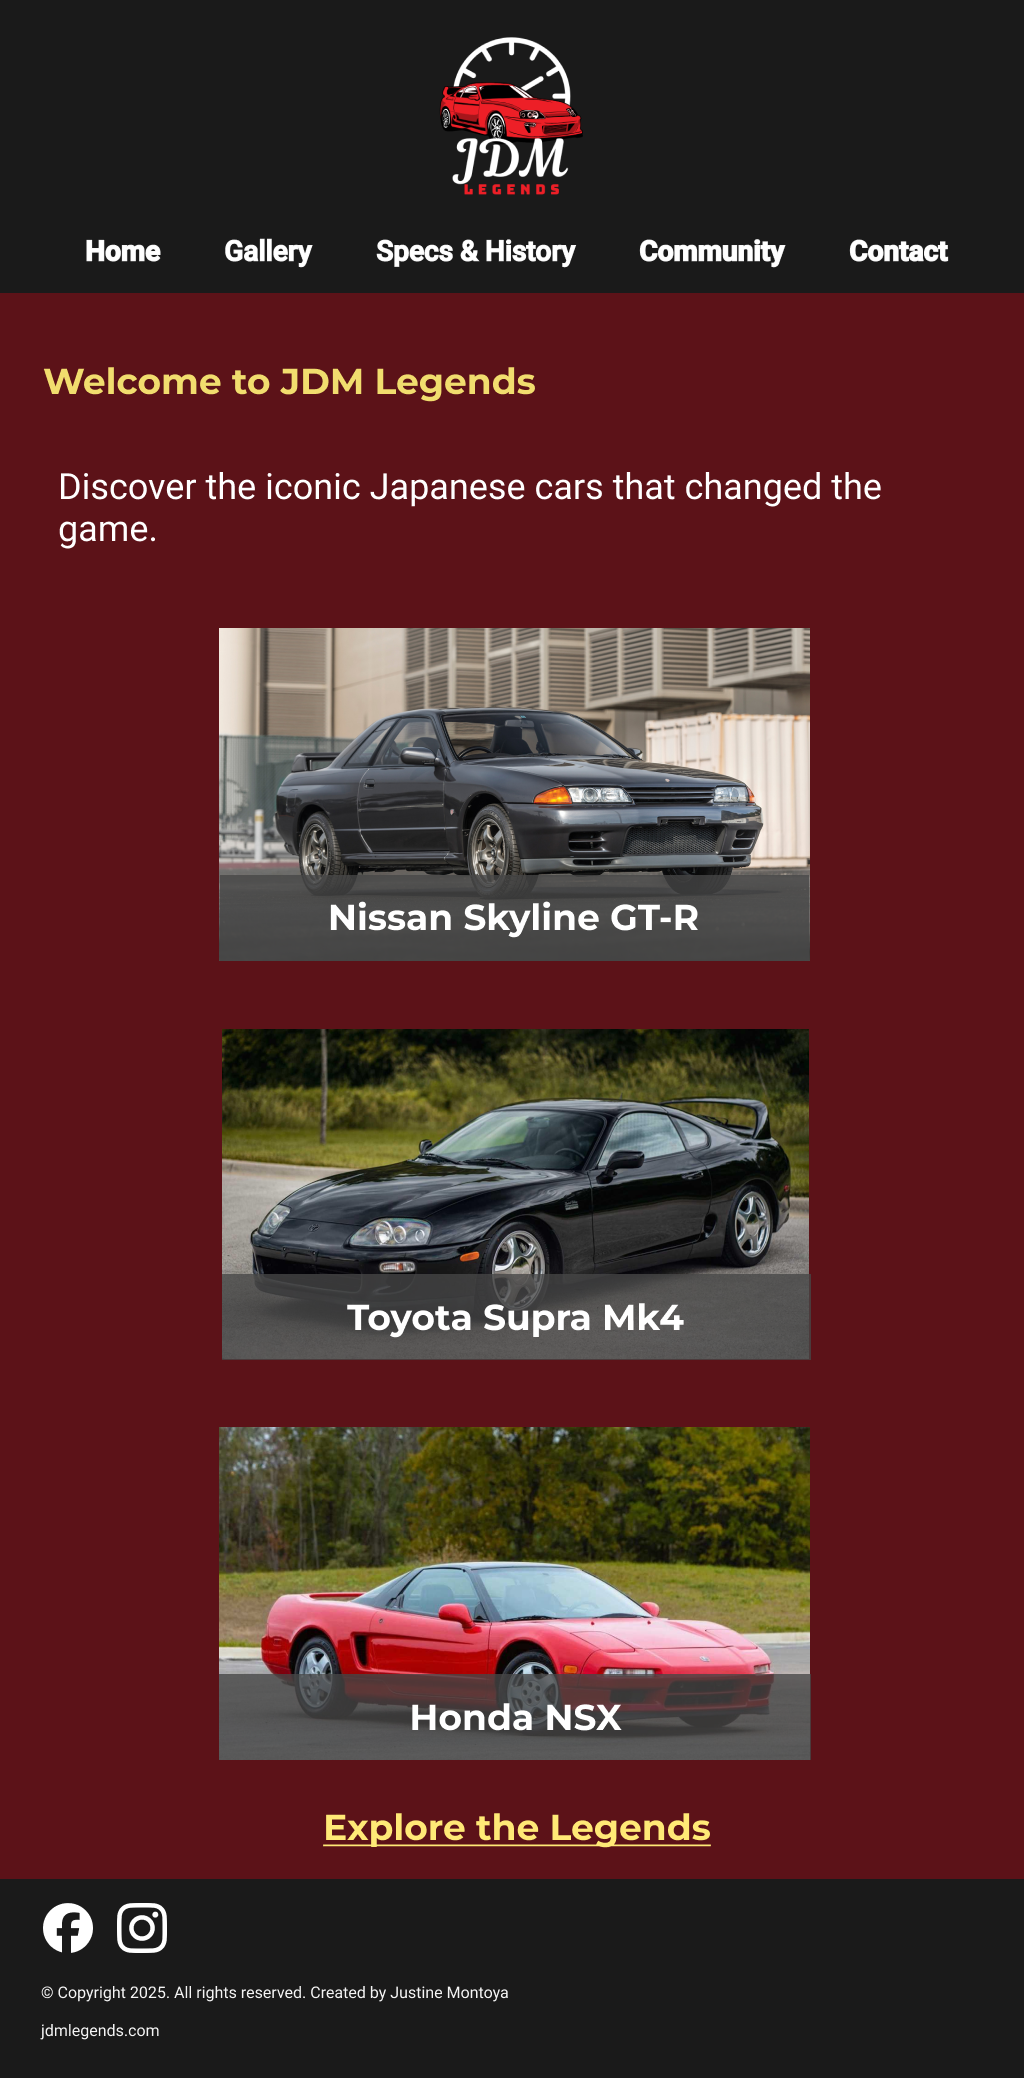 JDM
LEGENDS
Home Gallery Specs & History Community Contact
Welcome to JDM Legends
Discover the iconic Japanese cars that changed the
game.
Nissan Skyline GT-R
Toyota Supra Mk4
Honda NSX
Explore the Legends
© Copyright 2025. All rights reserved. Created by Justine Montoya
jdmlegends.com